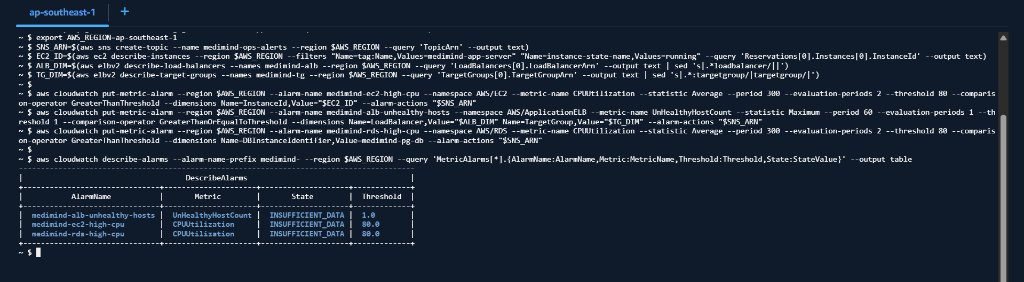 ap-southeast-1 +
~ $ export AWS_REGION=ap-southeast-1
~ $ SNS_ARN=$(aws sns create-topic --name medimind-ops-alerts --region $AWS_REGION --query 'TopicArn' --output text)
~ $ EC2_ID=$(aws ec2 describe-instances --region $AWS_REGION --filters "Name=tag:Name,Values=medimind-app-server" "Name=instance-state-name,Values=running" --query 'Reservations[0].Instances[0].InstanceId' --output text)
~ $ ALB_DIM=$(aws elbv2 describe-load-balancers --names medimind-alb --region $AWS_REGION --query 'LoadBalancers[0].LoadBalancerArn' --output text | sed 's|.*loadbalancer/||')
~ $ TG_DIM=$(aws elbv2 describe-target-groups --names medimind-tg --region $AWS_REGION --query 'TargetGroups[0].TargetGroupArn' --output text | sed 's|.*:targetgroup/|targetgroup/|')
~ $
~ $ aws cloudwatch put-metric-alarm --region $AWS_REGION --alarm-name medimind-ec2-high-cpu --namespace AWS/EC2 --metric-name CPUUtilization --statistic Average --period 300 --evaluation-periods 2 --threshold 80 --comparis
on-operator GreaterThanThreshold --dimensions Name=InstanceId,Value="$EC2_ID" --alarm-actions "$SNS_ARN"
~ $ aws cloudwatch put-metric-alarm --region $AWS_REGION --alarm-name medimind-alb-unhealthy-hosts --namespace AWS/ApplicationELB --metric-name UnHealthyHostCount --statistic Maximum --period 60 --evaluation-periods 1 --th
reshold 1 --comparison-operator GreaterThanOrEqualToThreshold --dimensions Name=LoadBalancer,Value="$ALB_DIM" Name=TargetGroup,Value="$TG_DIM" --alarm-actions "$SNS_ARN"
~ $ aws cloudwatch put-metric-alarm --region $AWS_REGION --alarm-name medimind-rds-high-cpu --namespace AWS/RDS --metric-name CPUUtilization --statistic Average --period 300 --evaluation-periods 2 --threshold 80 --comparis
on-operator GreaterThanThreshold --dimensions Name=DBInstanceIdentifier,Value=medimind-pg-db --alarm-actions "$SNS_ARN"
~ $
~ $ aws cloudwatch describe-alarms --alarm-name-prefix medimind- --region $AWS_REGION --query 'MetricAlarms[*].{AlarmName:AlarmName,Metric:MetricName,Threshold:Threshold,State:StateValue}' --output table
| DescribeAlarms |
| AlarmName | Metric | State | Threshold |
| medimind-alb-unhealthy-hosts | UnHealthyHostCount | INSUFFICIENT_DATA | 1.0 |
| medimind-ec2-high-cpu | CPUUtilization | INSUFFICIENT_DATA | 80.0 |
| medimind-rds-high-cpu | CPUUtilization | INSUFFICIENT_DATA | 80.0 |
~ $